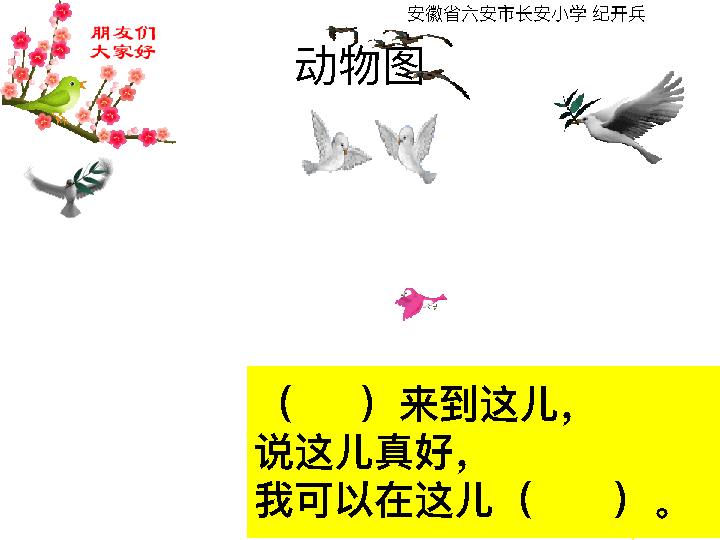 安徽省六安市长安小学 纪开兵
朋友们
大家好
动物图
（　　）来到这儿，
说这儿真好，
我可以在这儿（　　）。